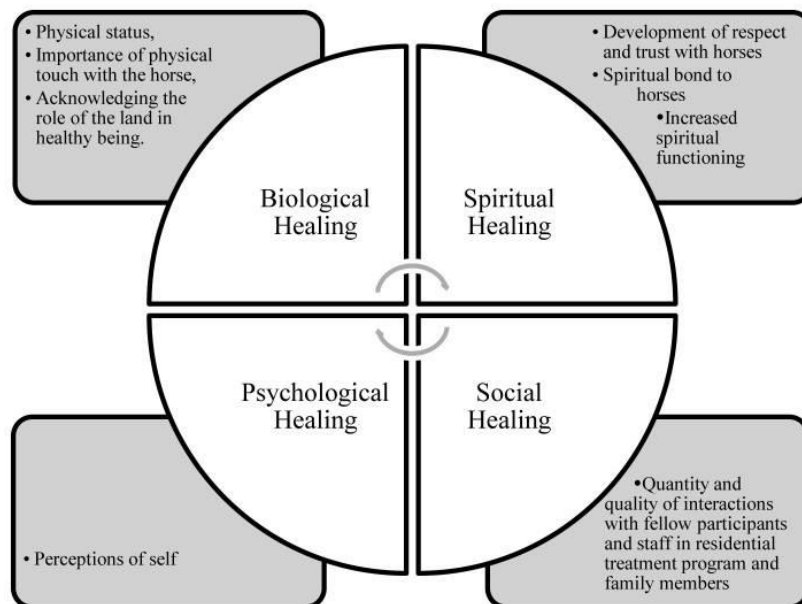 • Physical status,
• Importance of physical
touch with the horse,
• Acknowledging the
role of the land in
healthy being.
• Development of respect
and trust with horses
• Spiritual bond to
horses
•Increased
spiritual
functioning
Biological
Healing
Spiritual
Healing
Psychological
Healing
Social
Healing
• Perceptions of self
•Quantity and
quality of interactions
with fellow participants
and staff in residential
treatment program and
family members